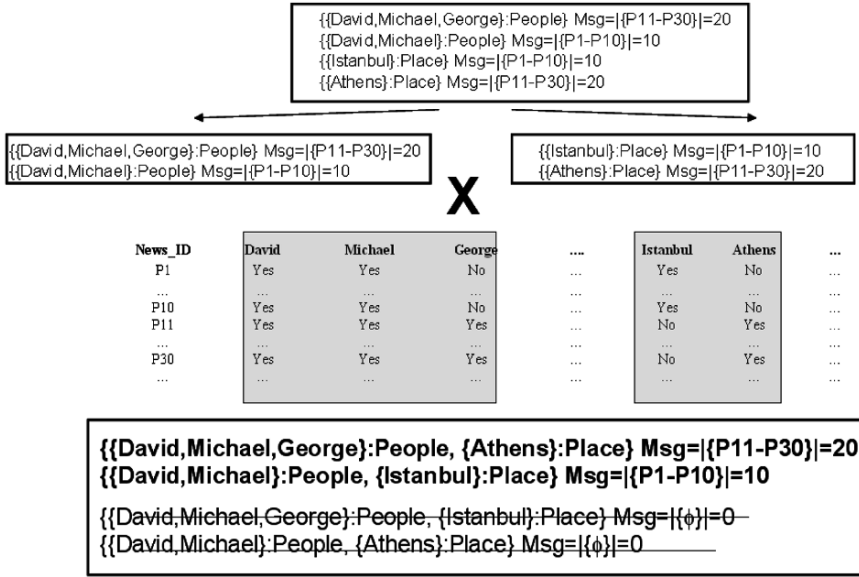 {{David,Michael,George}:People} Msg=|{P11-P30}|=20
{{David,Michael}:People} Msg=|{P1-P10}|=10
{{Istanbul}:Place} Msg=|{P1-P10}|=10
{{Athens}:Place} Msg=|{P11-P30}|=20
{{David,Michael,George}:People} Msg=|{P11-P30}|=20
{{David,Michael}:People} Msg=|{P1-P10}|=10
{{Istanbul}:Place} Msg=|{P1-P10}|=10
{{Athens}:Place} Msg=|{P11-P30}|=20
X
News_ID David Michael George .... Istanbul Athens ...
P1 Yes Yes No ... Yes No ...
... ... ... ... ... ... ... ...
P10 Yes Yes No ... Yes No ...
P11 Yes Yes Yes ... No Yes ...
... ... ... ... ... ... ... ...
P30 Yes Yes Yes ... No Yes ...
... ... ... ... ... ... ... ...
{{David,Michael,George}:People, {Athens}:Place} Msg=|{P11-P30}|=20
{{David,Michael}:People, {Istanbul}:Place} Msg=|{P1-P10}|=10
{{David,Michael,George}:People, {Istanbul}:Place} Msg=|{ϕ}|=0
{{David,Michael}:People, {Athens}:Place} Msg=|{ϕ}|=0